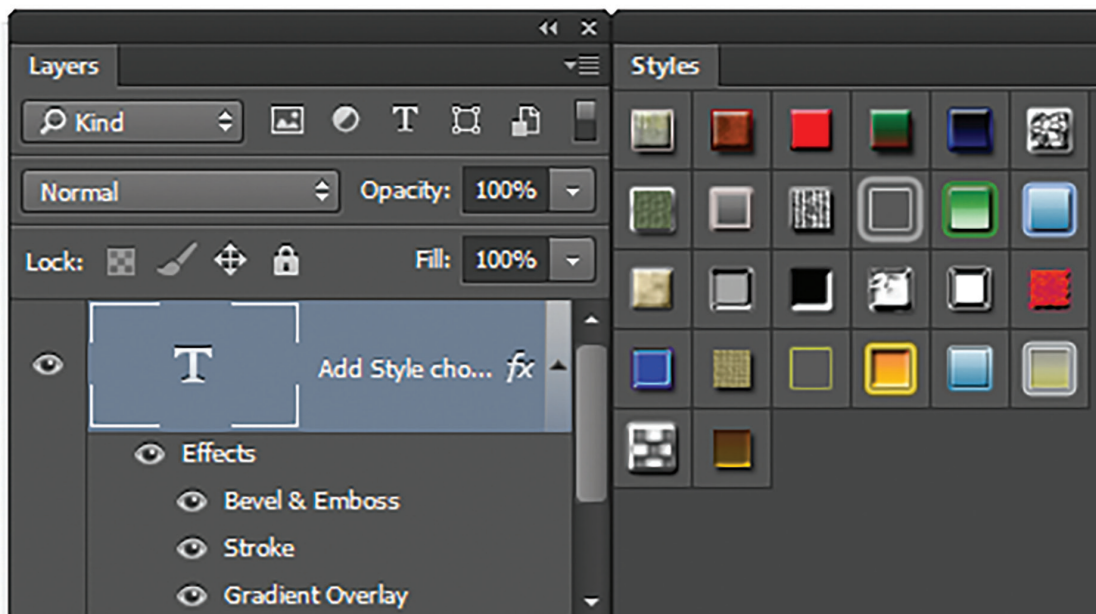 Layers
Kind
T
Normal
Opacity: 100%
Lock:
Fill: 100%
T Add Style cho... fx
Effects
Bevel & Emboss
Stroke
Gradient Overlay
Styles